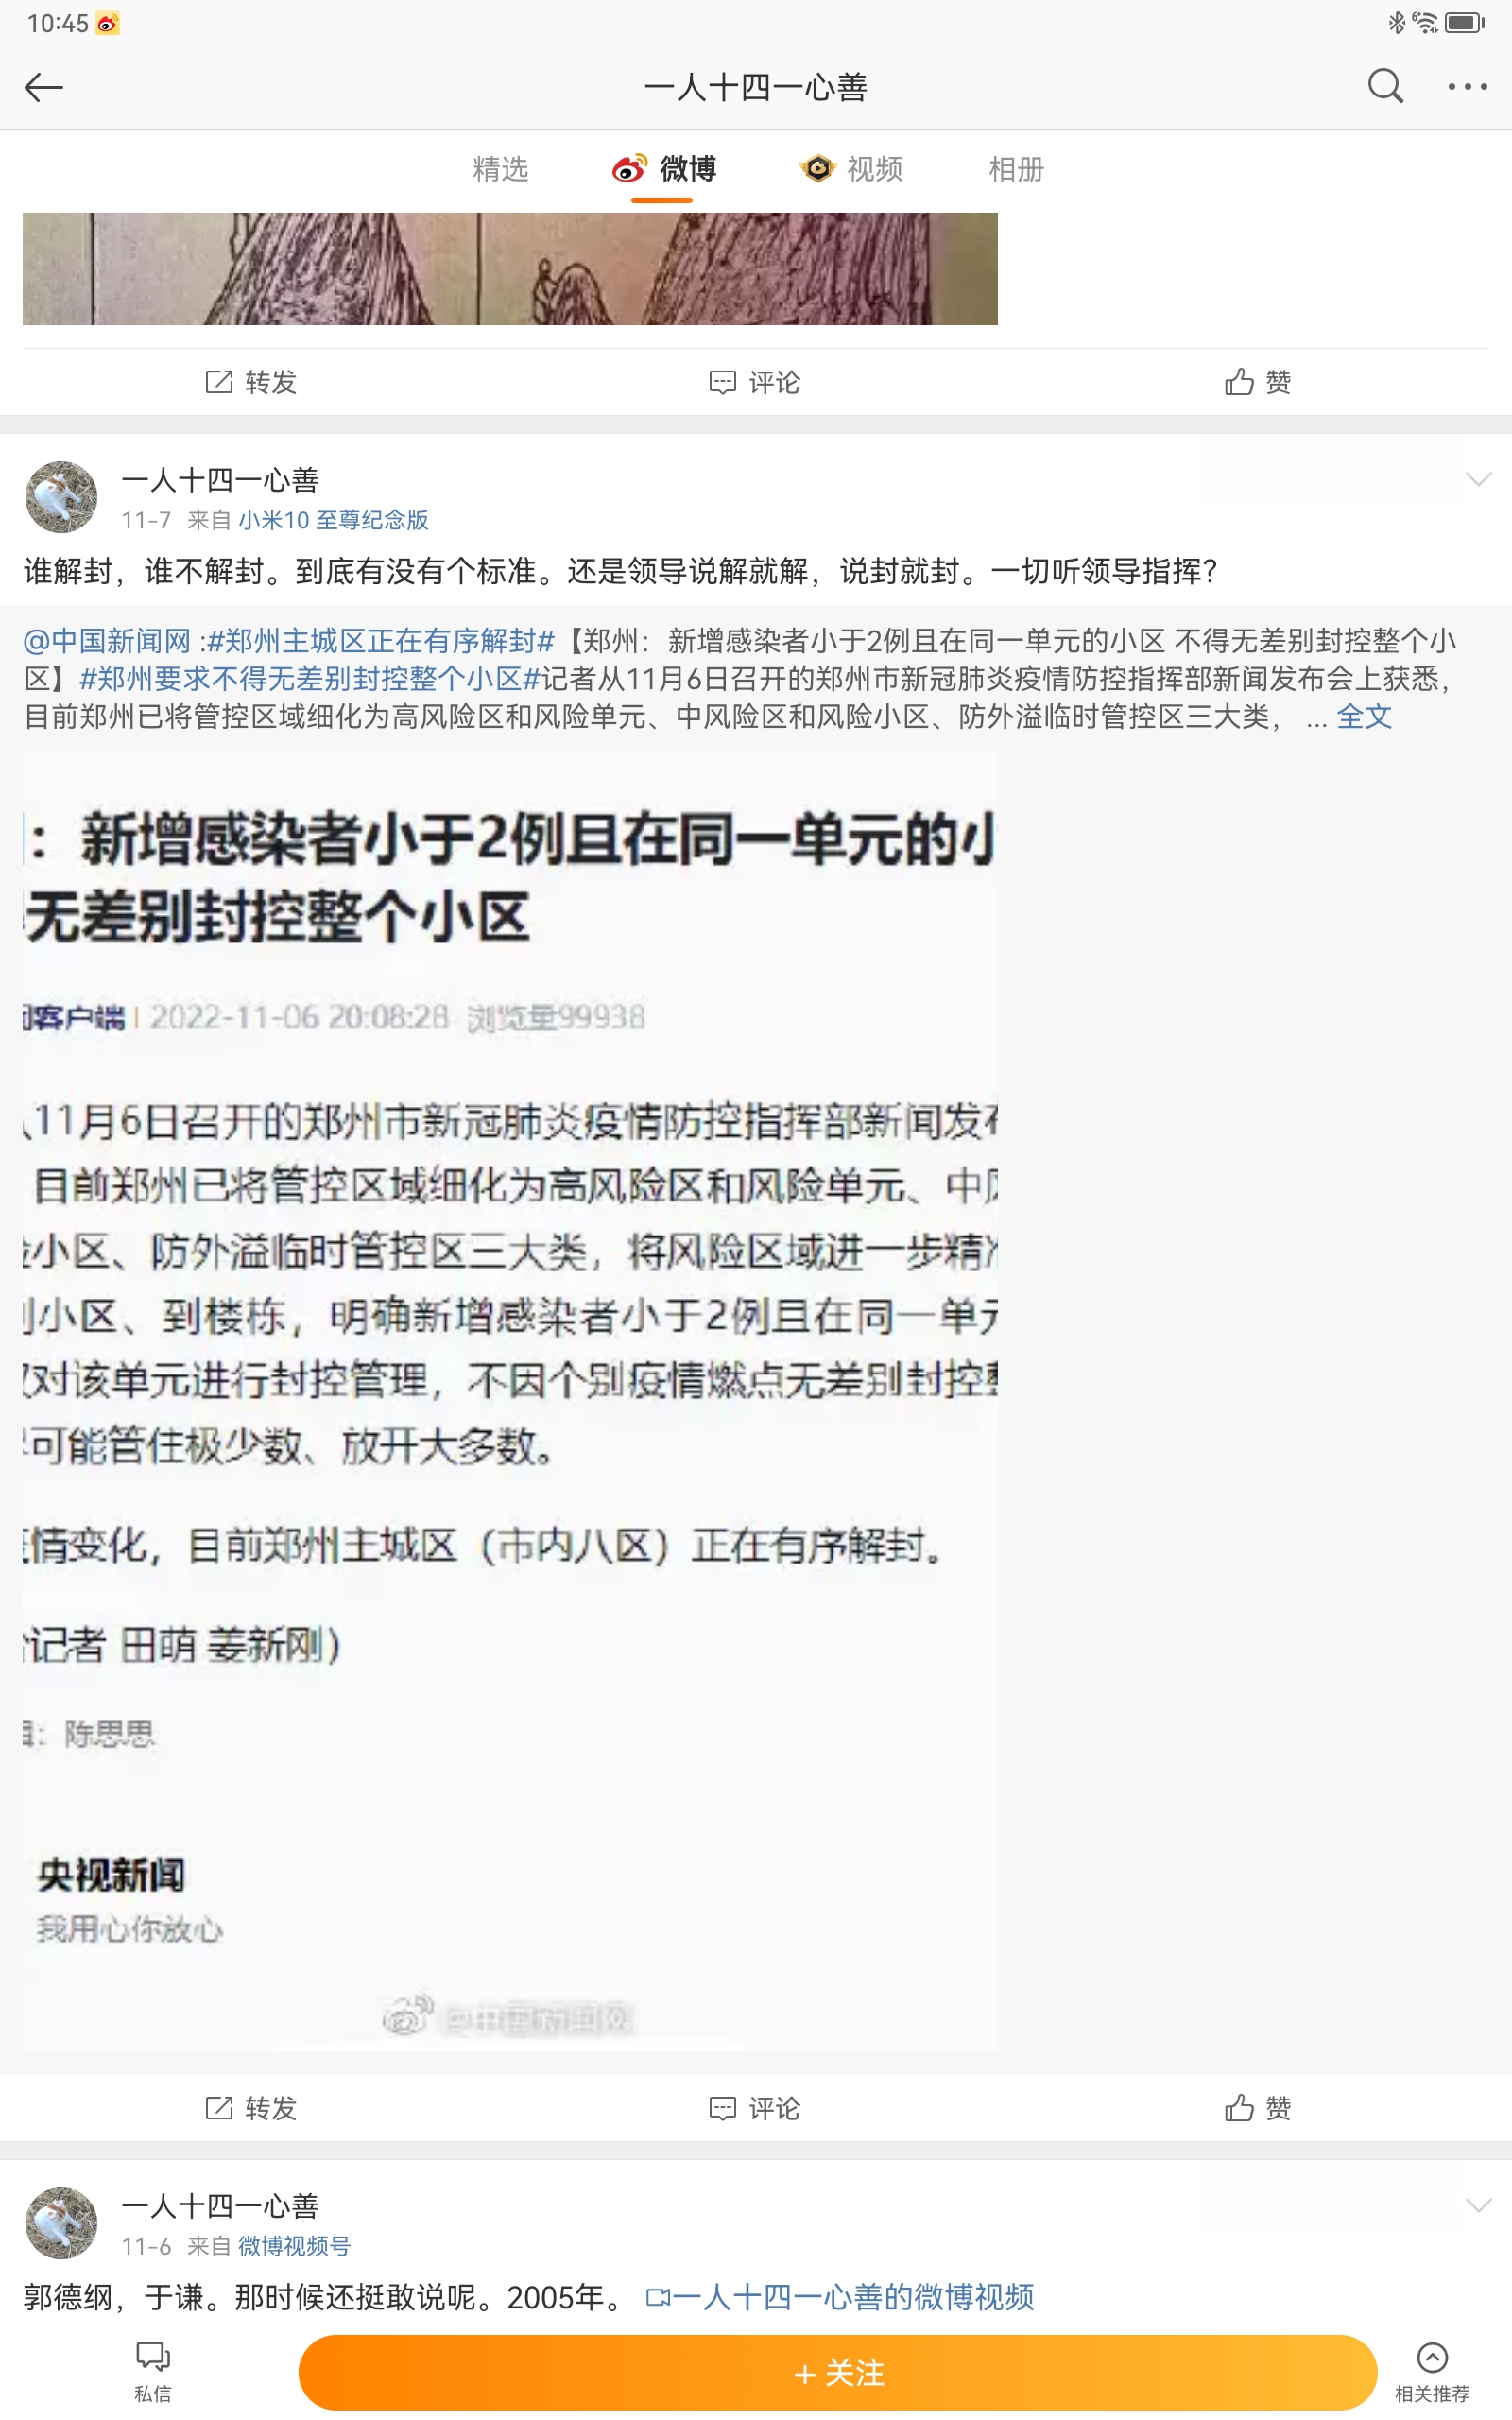 10:45
一人十四一心善
精选 微博 视频 相册
转发 评论 赞
一人十四一心善
11-7 来自 小米10 至尊纪念版
谁解封，谁不解封。到底有没有个标准。还是领导说解就解，说封就封。一切听领导指挥？
@中国新闻网 :#郑州主城区正在有序解封#【郑州：新增感染者小于2例且在同一单元的小区 不得无差别封控整个小
区】#郑州要求不得无差别封控整个小区#记者从11月6日召开的郑州市新冠肺炎疫情防控指挥部新闻发布会上获悉，
目前郑州已将管控区域细化为高风险区和风险单元、中风险区和风险小区、防外溢临时管控区三大类， ... 全文
：新增感染者小于2例且在同一单元的小
无差别封控整个小区
客户端 | 2022-11-06 20:08:28 浏览量99938
11月6日召开的郑州市新冠肺炎疫情防控指挥部新闻发布
目前郑州已将管控区域细化为高风险区和风险单元、中风
小区、防外溢临时管控区三大类，将风险区域进一步精准
小区、到楼栋，明确新增感染者小于2例且在同一单元
对该单元进行封控管理，不因个别疫情燃点无差别封控整
可能管住极少数、放开大多数。
情变化，目前郑州主城区（市内八区）正在有序解封。
记者 田萌 姜新刚）
：陈思思
央视新闻
我用心你放心
@中国新闻网
转发 评论 赞
一人十四一心善
11-6 来自 微博视频号
郭德纲，于谦。那时候还挺敢说呢。2005年。 一人十四一心善的微博视频
私信 +关注 相关推荐